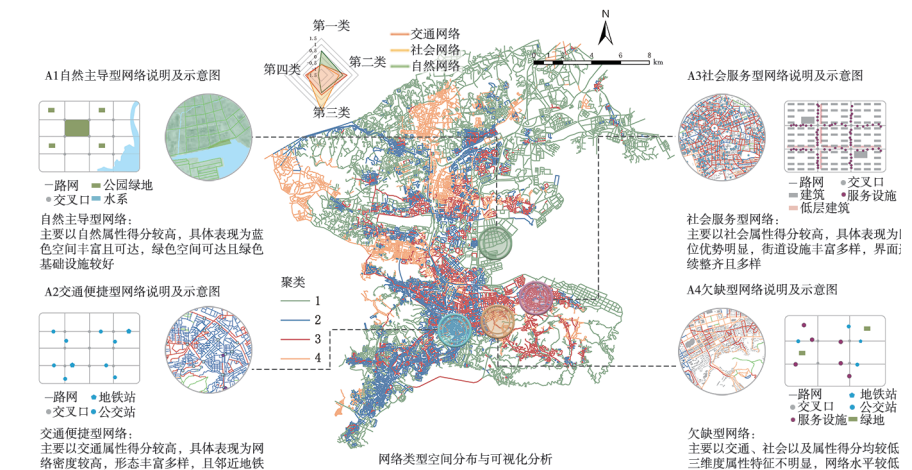 N
0 1 2 4 6 8 km
第一类
第二类
第三类
第四类
交通网络
社会网络
自然网络
A1自然主导型网络说明及示意图
路网
公园绿地
交叉口
水系
自然主导型网络：
主要以自然属性得分较高，具体表现为蓝
色空间丰富且可达，绿色空间可达且绿色
基础设施较好
A2交通便捷型网络说明及示意图
路网
地铁站
交叉口
公交站
交通便捷型网络：
主要以交通属性得分较高，具体表现为网
络密度较高，形态丰富多样，且邻近地铁
聚类
1
2
3
4
A3社会服务型网络说明及示意图
路网
交叉口
建筑
服务设施
低层建筑
社会服务型网络：
主要以社会属性得分较高，具体表现为
位优势明显，街道设施丰富多样，界面
续整齐且多样
A4欠缺型网络说明及示意图
路网
地铁站
交叉口
公交站
服务设施
绿地
欠缺型网络：
主要以交通、社会以及属性得分均较低
三维度属性特征不明显，网络水平较低
网络类型空间分布与可视化分析